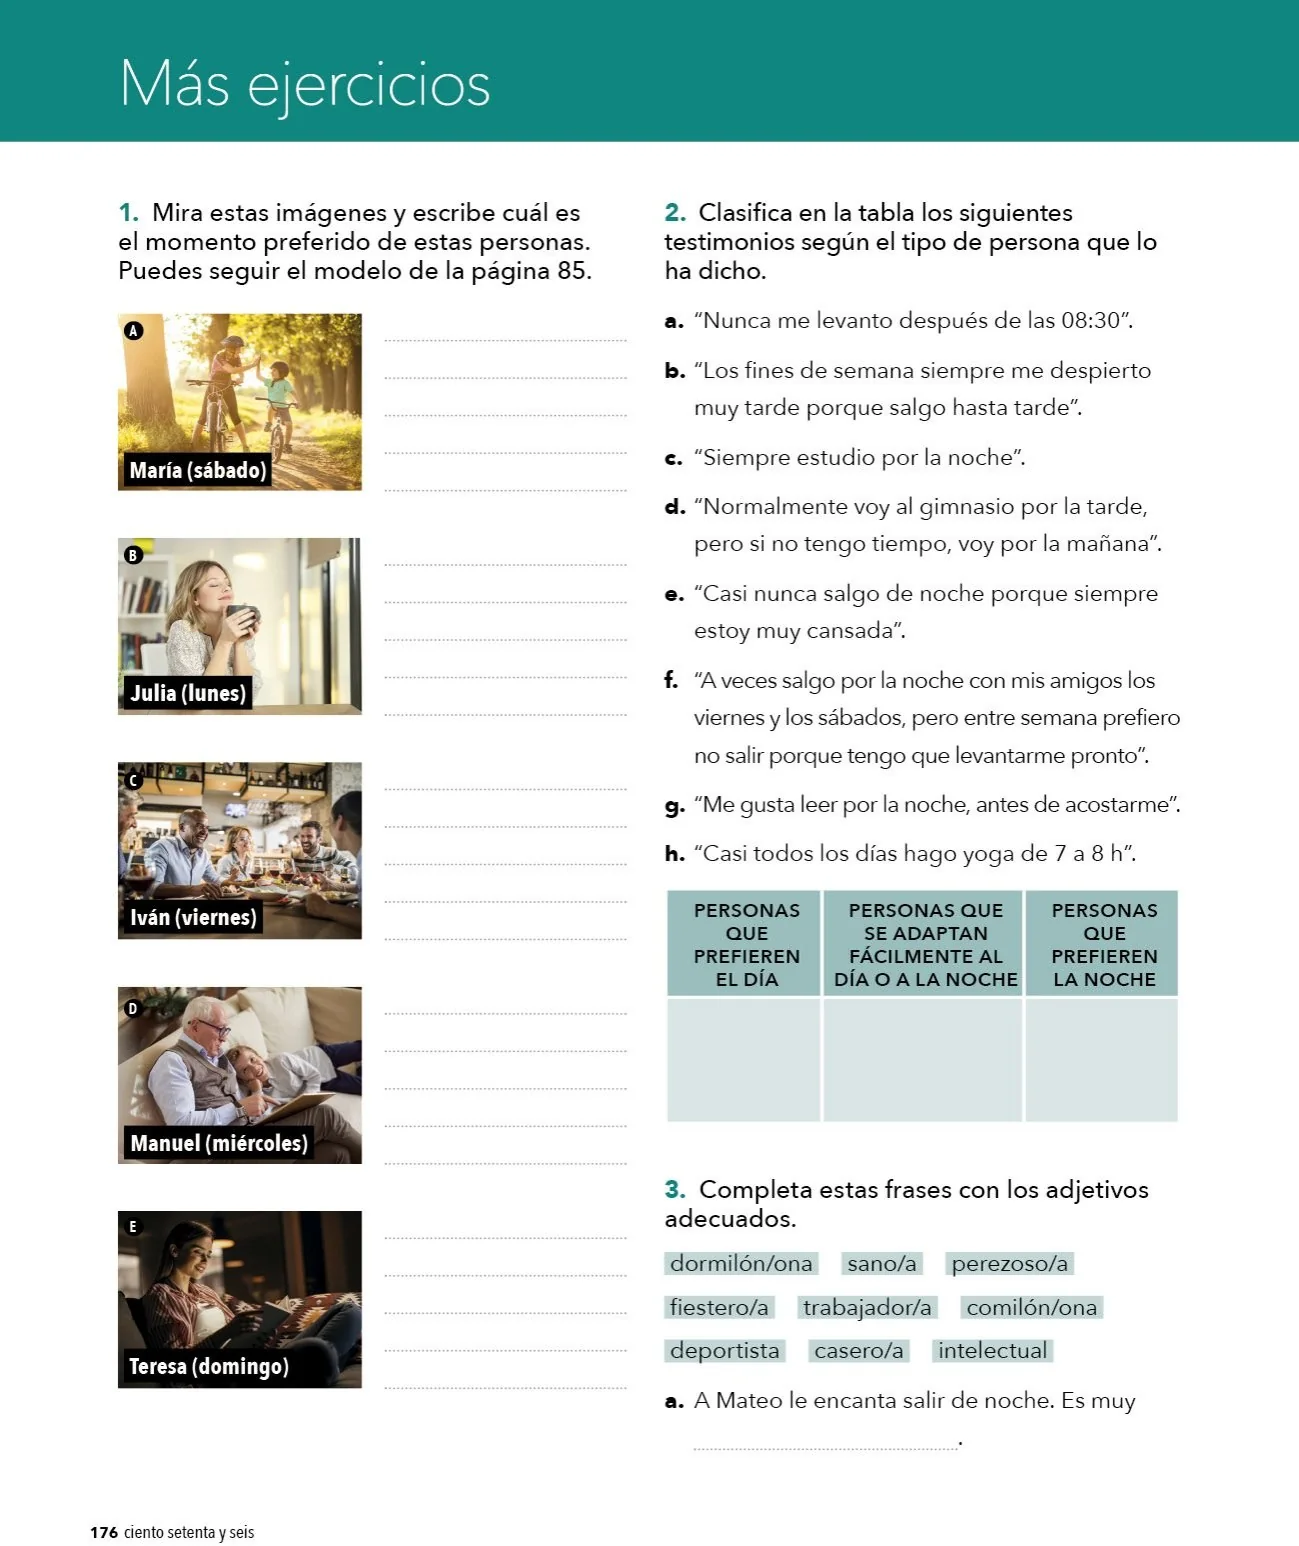 Más ejercicios
1. Mira estas imágenes y escribe cuál es
el momento preferido de estas personas.
Puedes seguir el modelo de la página 85.
A
María (sábado)
B
Julia (lunes)
C
Iván (viernes)
D
Manuel (miércoles)
E
Teresa (domingo)
2. Clasifica en la tabla los siguientes
testimonios según el tipo de persona que lo
ha dicho.
a. “Nunca me levanto después de las 08:30”.
b. “Los fines de semana siempre me despierto
muy tarde porque salgo hasta tarde”.
c. “Siempre estudio por la noche”.
d. “Normalmente voy al gimnasio por la tarde,
pero si no tengo tiempo, voy por la mañana”.
e. “Casi nunca salgo de noche porque siempre
estoy muy cansada”.
f. “A veces salgo por la noche con mis amigos los
viernes y los sábados, pero entre semana prefiero
no salir porque tengo que levantarme pronto”.
g. “Me gusta leer por la noche, antes de acostarme”.
h. “Casi todos los días hago yoga de 7 a 8 h”.
PERSONAS
QUE
PREFIEREN
EL DÍA
PERSONAS QUE
SE ADAPTAN
FÁCILMENTE AL
DÍA O A LA NOCHE
PERSONAS
QUE
PREFIEREN
LA NOCHE
3. Completa estas frases con los adjetivos
adecuados.
dormilón/ona sano/a perezoso/a
fiestero/a trabajador/a comilón/ona
deportista casero/a intelectual
a. A Mateo le encanta salir de noche. Es muy
.
176 ciento setenta y seis